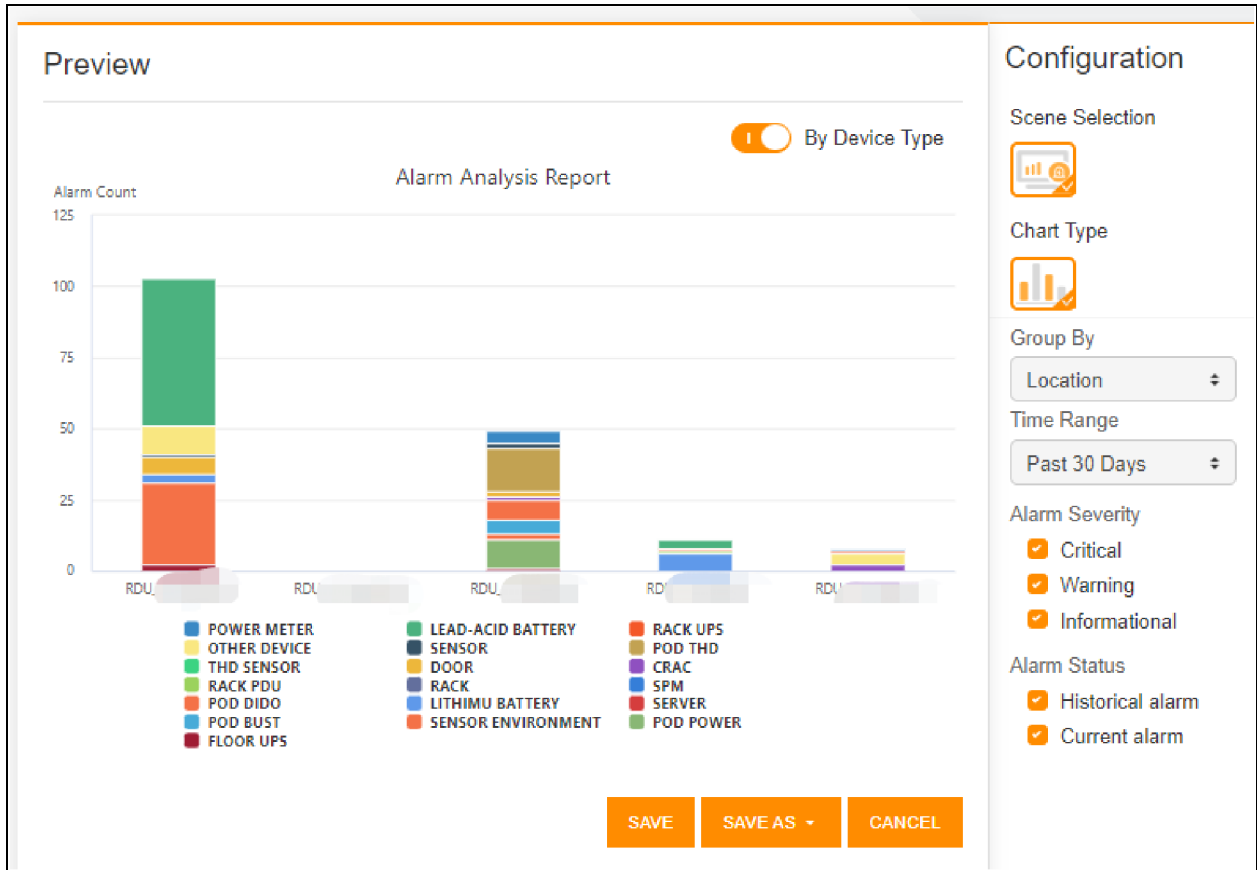 Preview
By Device Type
Alarm Analysis Report
Alarm Count
125
100
75
50
25
0
RDU_
RDU
RDU_
RD
RDU
POWER METER
LEAD-ACID BATTERY
RACK UPS
OTHER DEVICE
SENSOR
POD THD
THD SENSOR
DOOR
CRAC
RACK PDU
RACK
SPM
POD DIDO
LITHIMU BATTERY
SERVER
POD BUST
SENSOR ENVIRONMENT
POD POWER
FLOOR UPS
SAVE
SAVE AS
CANCEL
Configuration
Scene Selection
Chart Type
Group By
Location
Time Range
Past 30 Days
Alarm Severity
Critical
Warning
Informational
Alarm Status
Historical alarm
Current alarm